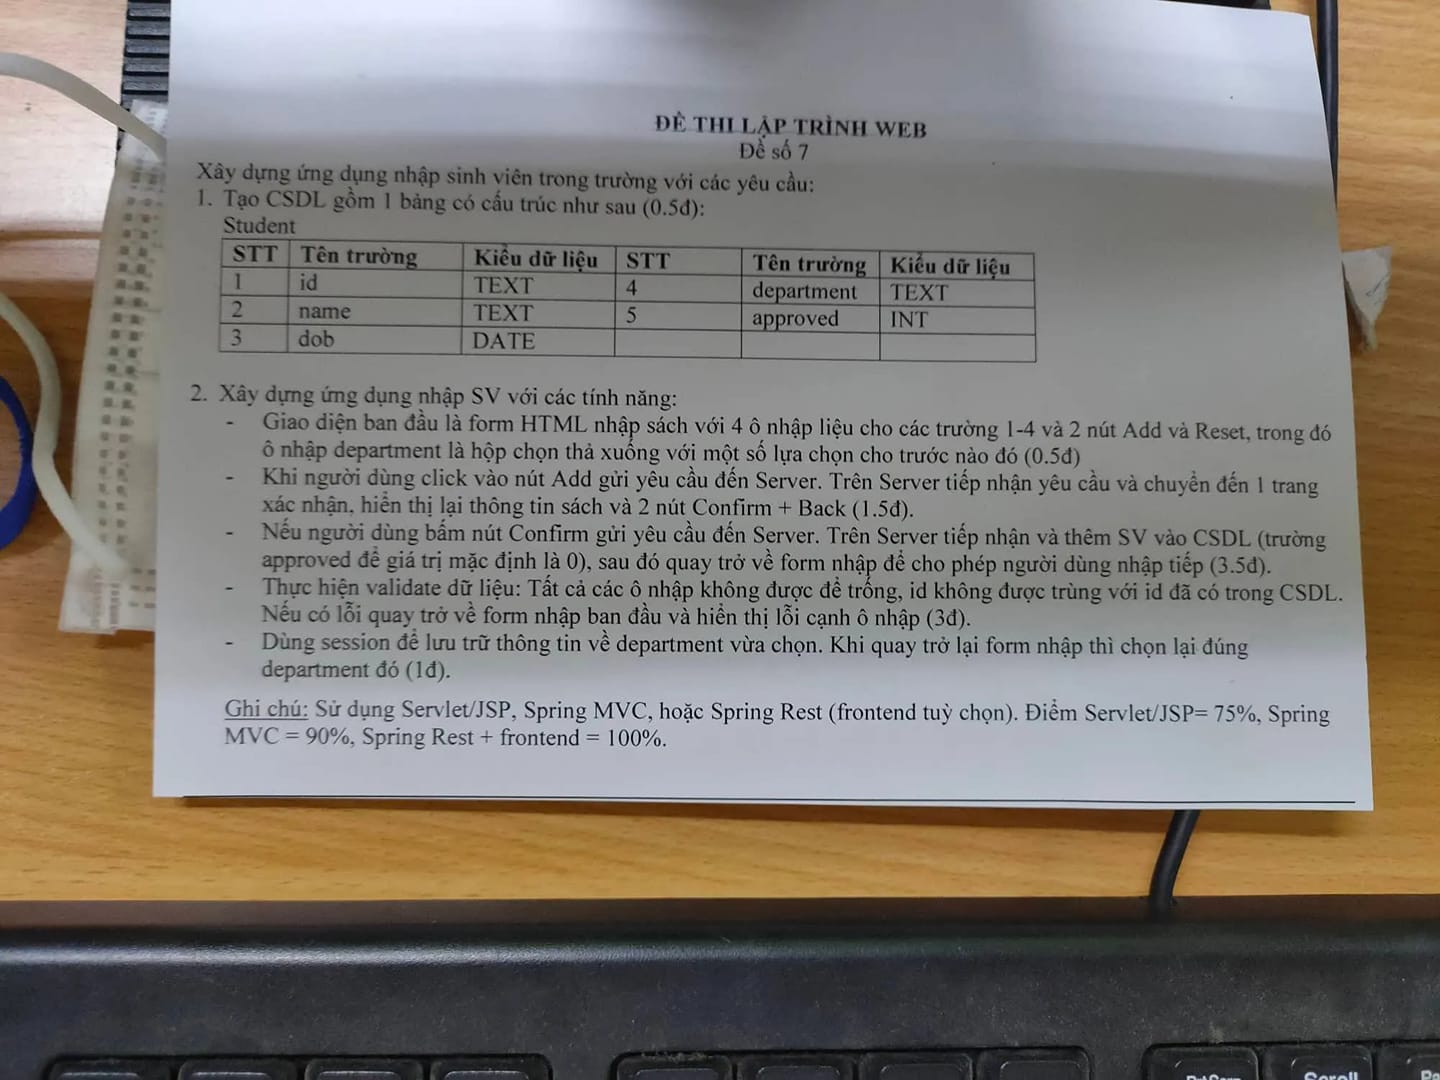 ĐỀ THI LẬP TRÌNH WEB
Đề số 7
Xây dựng ứng dụng nhập sinh viên trong trường với các yêu cầu:
1. Tạo CSDL gồm 1 bảng có cấu trúc như sau (0.5đ):
Student
STT Tên trường Kiểu dữ liệu STT Tên trường Kiểu dữ liệu
1 id TEXT 4 department TEXT
2 name TEXT 5 approved INT
3 dob DATE
2. Xây dựng ứng dụng nhập SV với các tính năng:
- Giao diện ban đầu là form HTML nhập sách với 4 ô nhập liệu cho các trường 1-4 và 2 nút Add và Reset, trong đó
ô nhập department là hộp chọn thả xuống với một số lựa chọn cho trước nào đó (0.5đ)
- Khi người dùng click vào nút Add gửi yêu cầu đến Server. Trên Server tiếp nhận yêu cầu và chuyển đến 1 trang
xác nhận, hiển thị lại thông tin sách và 2 nút Confirm + Back (1.5đ).
- Nếu người dùng bấm nút Confirm gửi yêu cầu đến Server. Trên Server tiếp nhận và thêm SV vào CSDL (trường
approved để giá trị mặc định là 0), sau đó quay trở về form nhập để cho phép người dùng nhập tiếp (3.5đ).
- Thực hiện validate dữ liệu: Tất cả các ô nhập không được để trống, id không được trùng với id đã có trong CSDL.
Nếu có lỗi quay trở về form nhập ban đầu và hiển thị lỗi cạnh ô nhập (3đ).
- Dùng session để lưu trữ thông tin về department vừa chọn. Khi quay trở lại form nhập thì chọn lại đúng
department đó (1đ).
Ghi chú: Sử dụng Servlet/JSP, Spring MVC, hoặc Spring Rest (frontend tuỳ chọn). Điểm Servlet/JSP= 75%, Spring
MVC = 90%, Spring Rest + frontend = 100%.